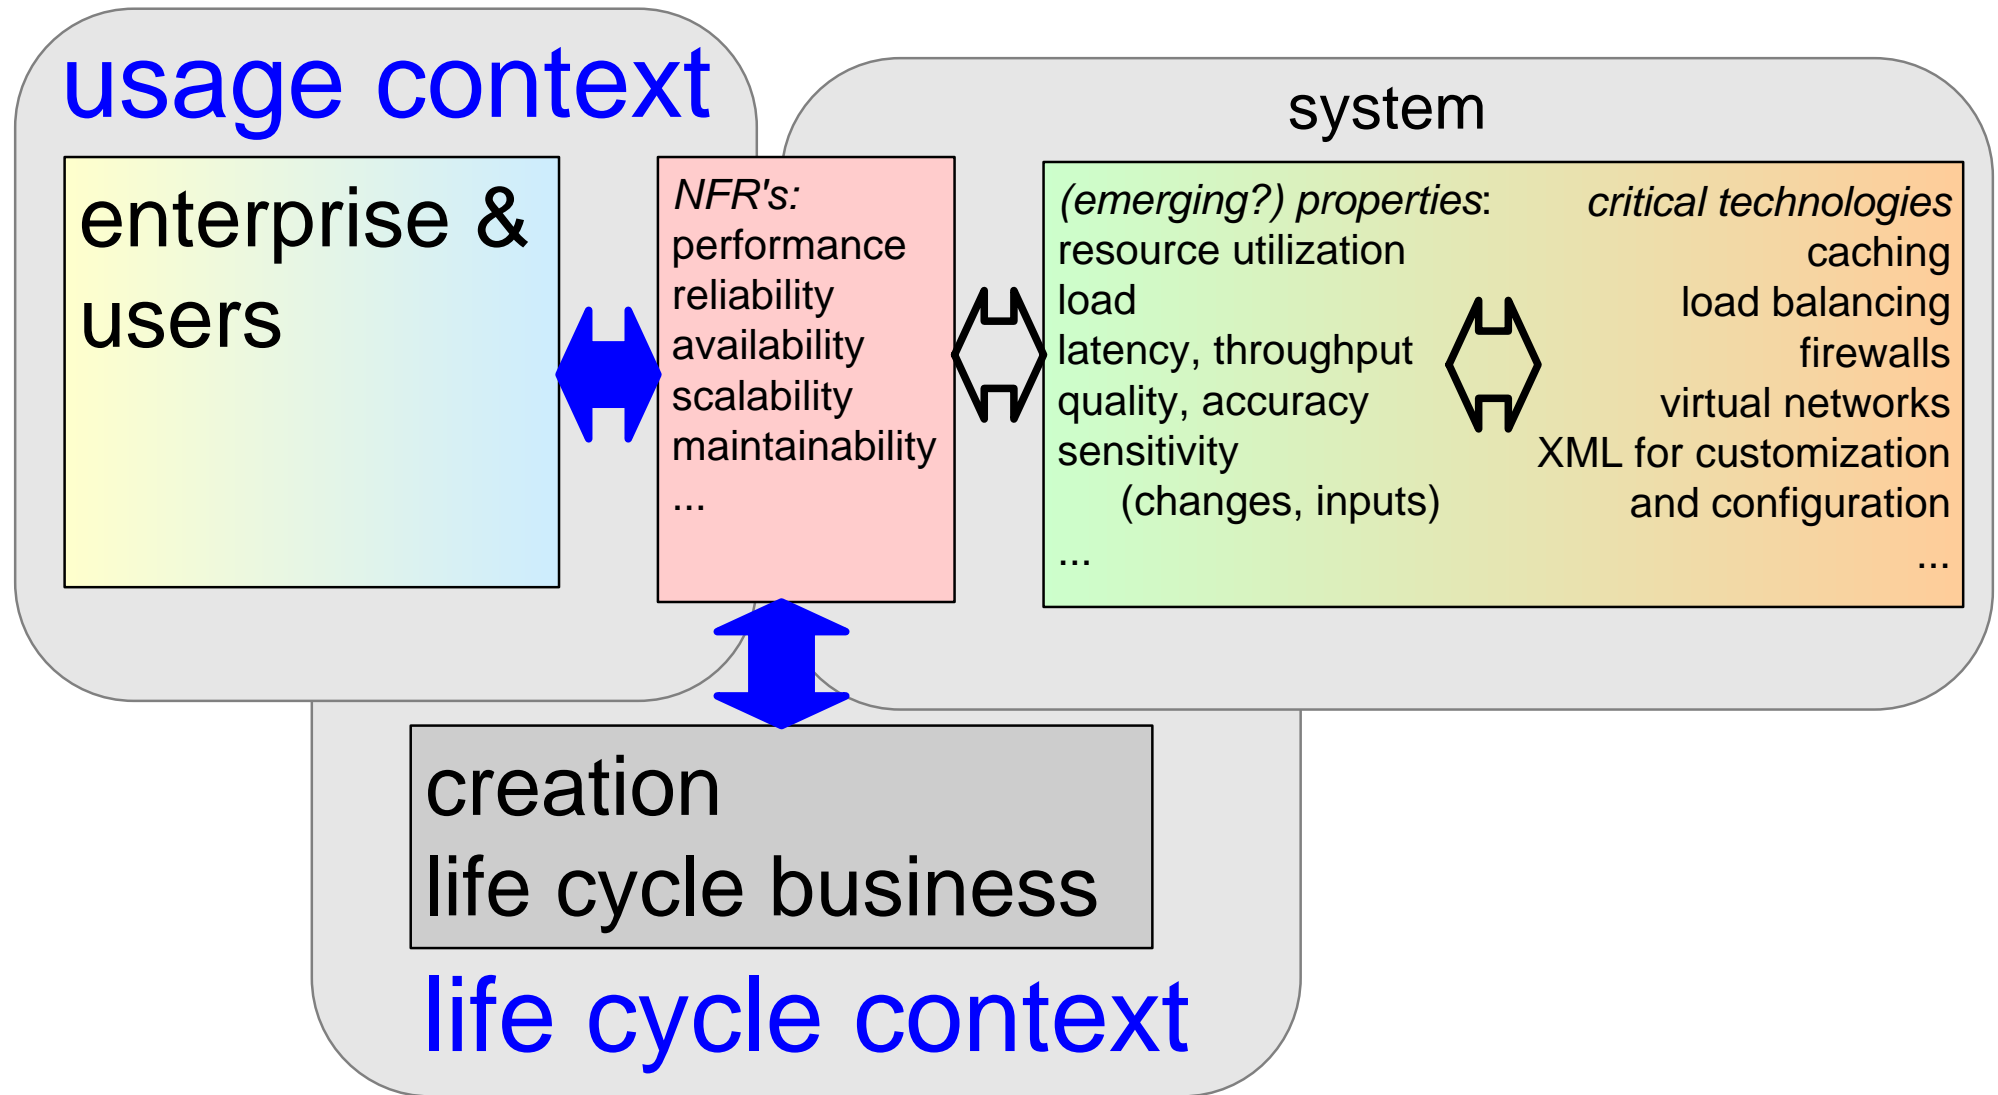 usage context
enterprise &
users
NFR's:
performance
reliability
availability
scalability
maintainability
...
system
(emerging?) properties:
resource utilization
load
latency, throughput
quality, accuracy
sensitivity
(changes, inputs)
...
critical technologies
caching
load balancing
firewalls
virtual networks
XML for customization
and configuration
...
creation
life cycle business
life cycle context